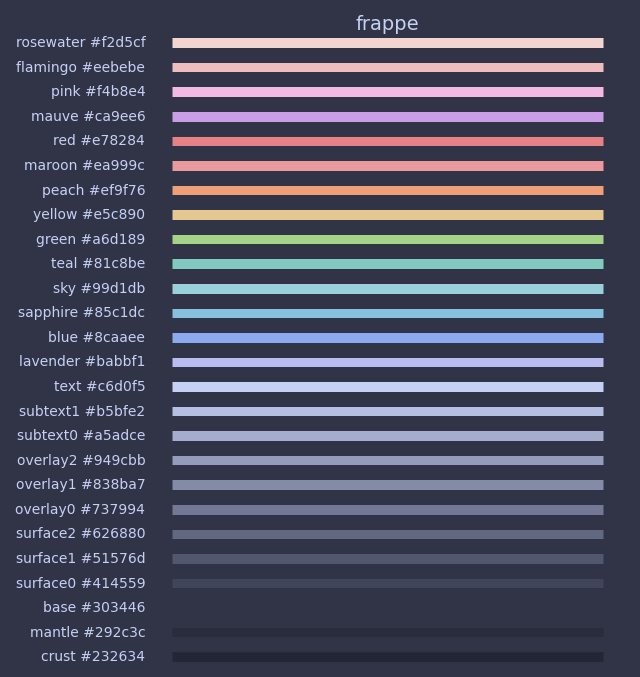 frappe
rosewater #f2d5cf
flamingo #eebebe
pink #f4b8e4
mauve #ca9ee6
red #e78284
maroon #ea999c
peach #ef9f76
yellow #e5c890
green #a6d189
teal #81c8be
sky #99d1db
sapphire #85c1dc
blue #8caaee
lavender #babbf1
text #c6d0f5
subtext1 #b5bfe2
subtext0 #a5adce
overlay2 #949cbb
overlay1 #838ba7
overlay0 #737994
surface2 #626880
surface1 #51576d
surface0 #414559
base #303446
mantle #292c3c
crust #232634